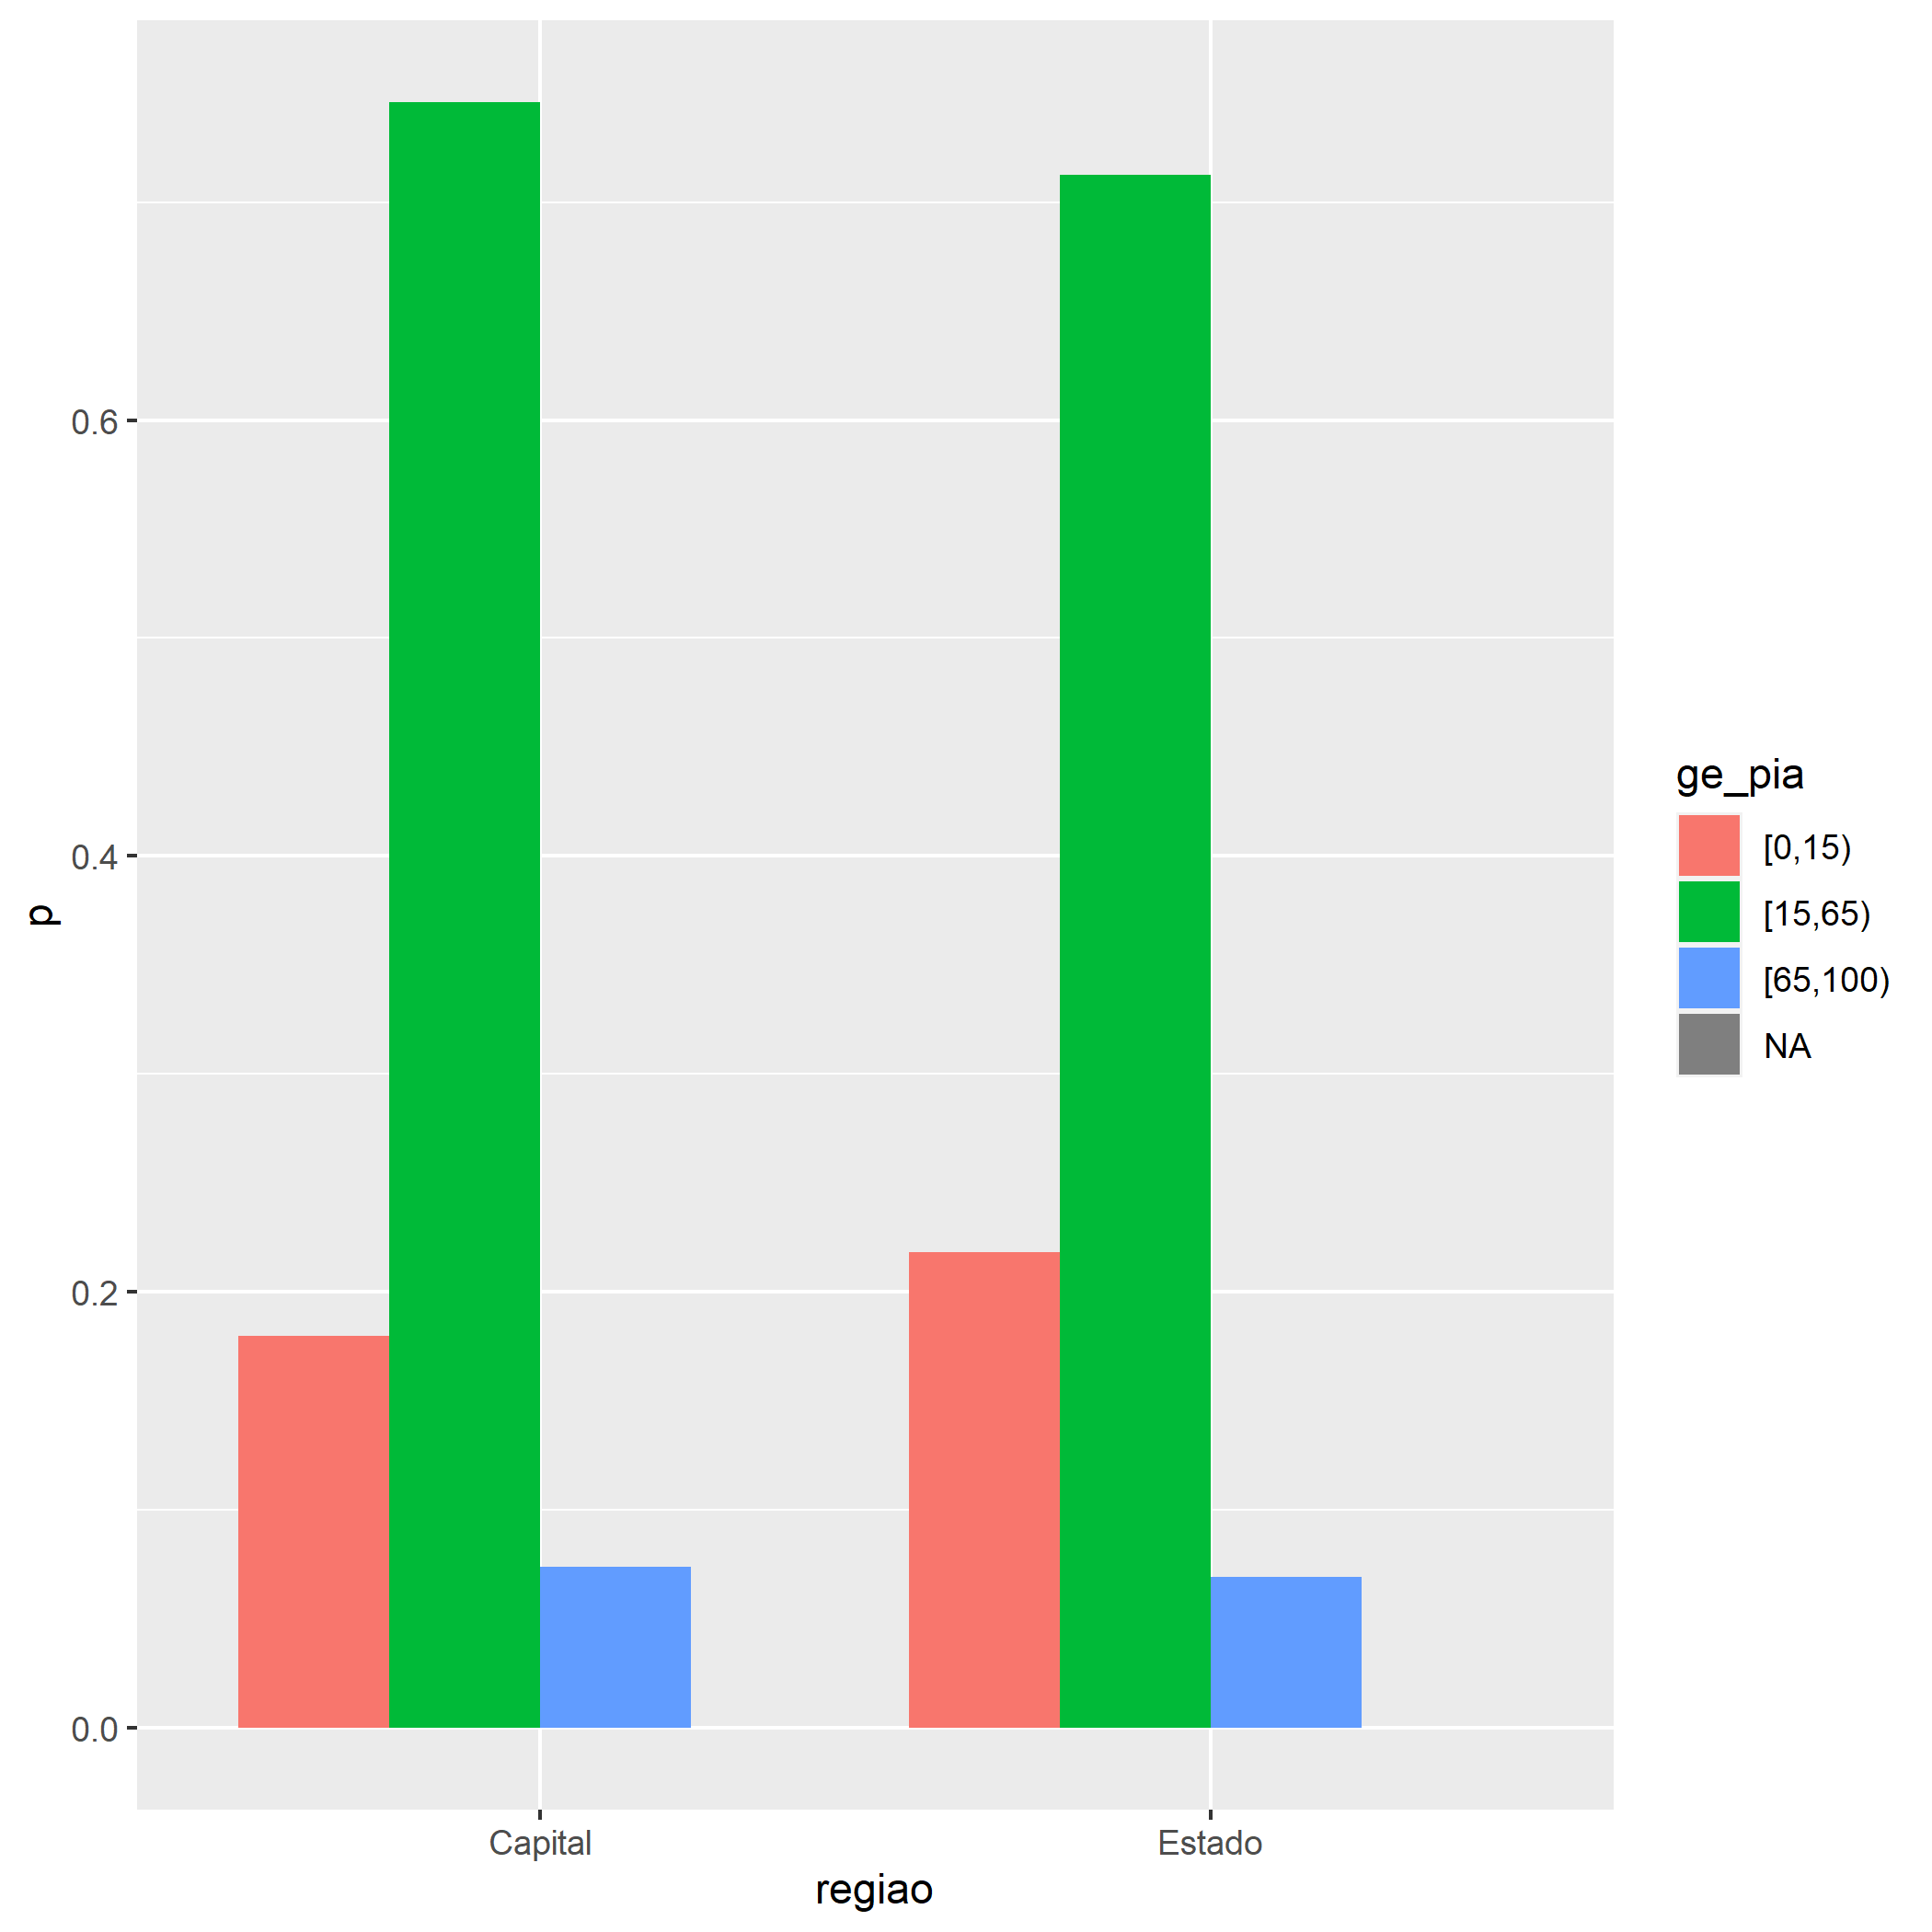 p
0.6
0.4
0.2
0.0
Capital
Estado
regiao
ge_pia
[0,15)
[15,65)
[65,100)
NA